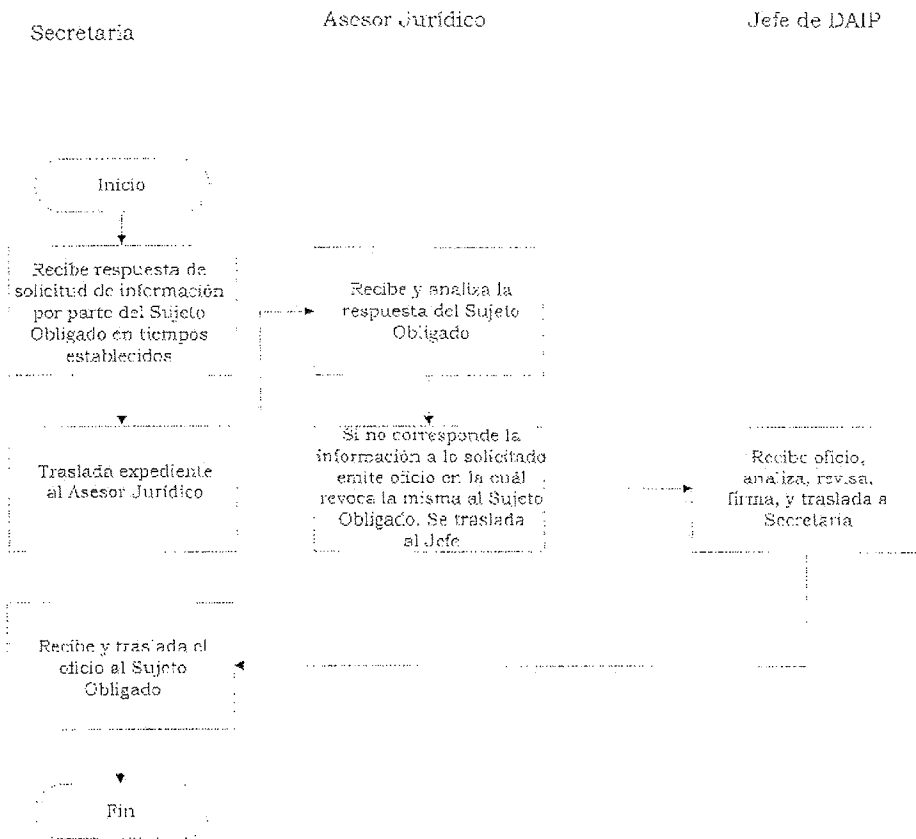 Secretaria
Asesor Jurídico
Jefe de DAIP
Inicio
Recibe respuesta de
solicitud de información
por parte del Sujeto
Obligado en tiempos
establecidos
Traslada expediente
al Asesor Jurídico
Recibe y analiza la
respuesta del Sujeto
Obligado
Si no corresponde la
información a lo solicitado
emite oficio en la cuál
revoca la misma al Sujeto
Obligado. Se traslada
al Jefe
Recibe oficio,
analiza, revisa,
firma, y traslada a
Secretaria
Recibe y traslada el
oficio al Sujeto
Obligado
Fin